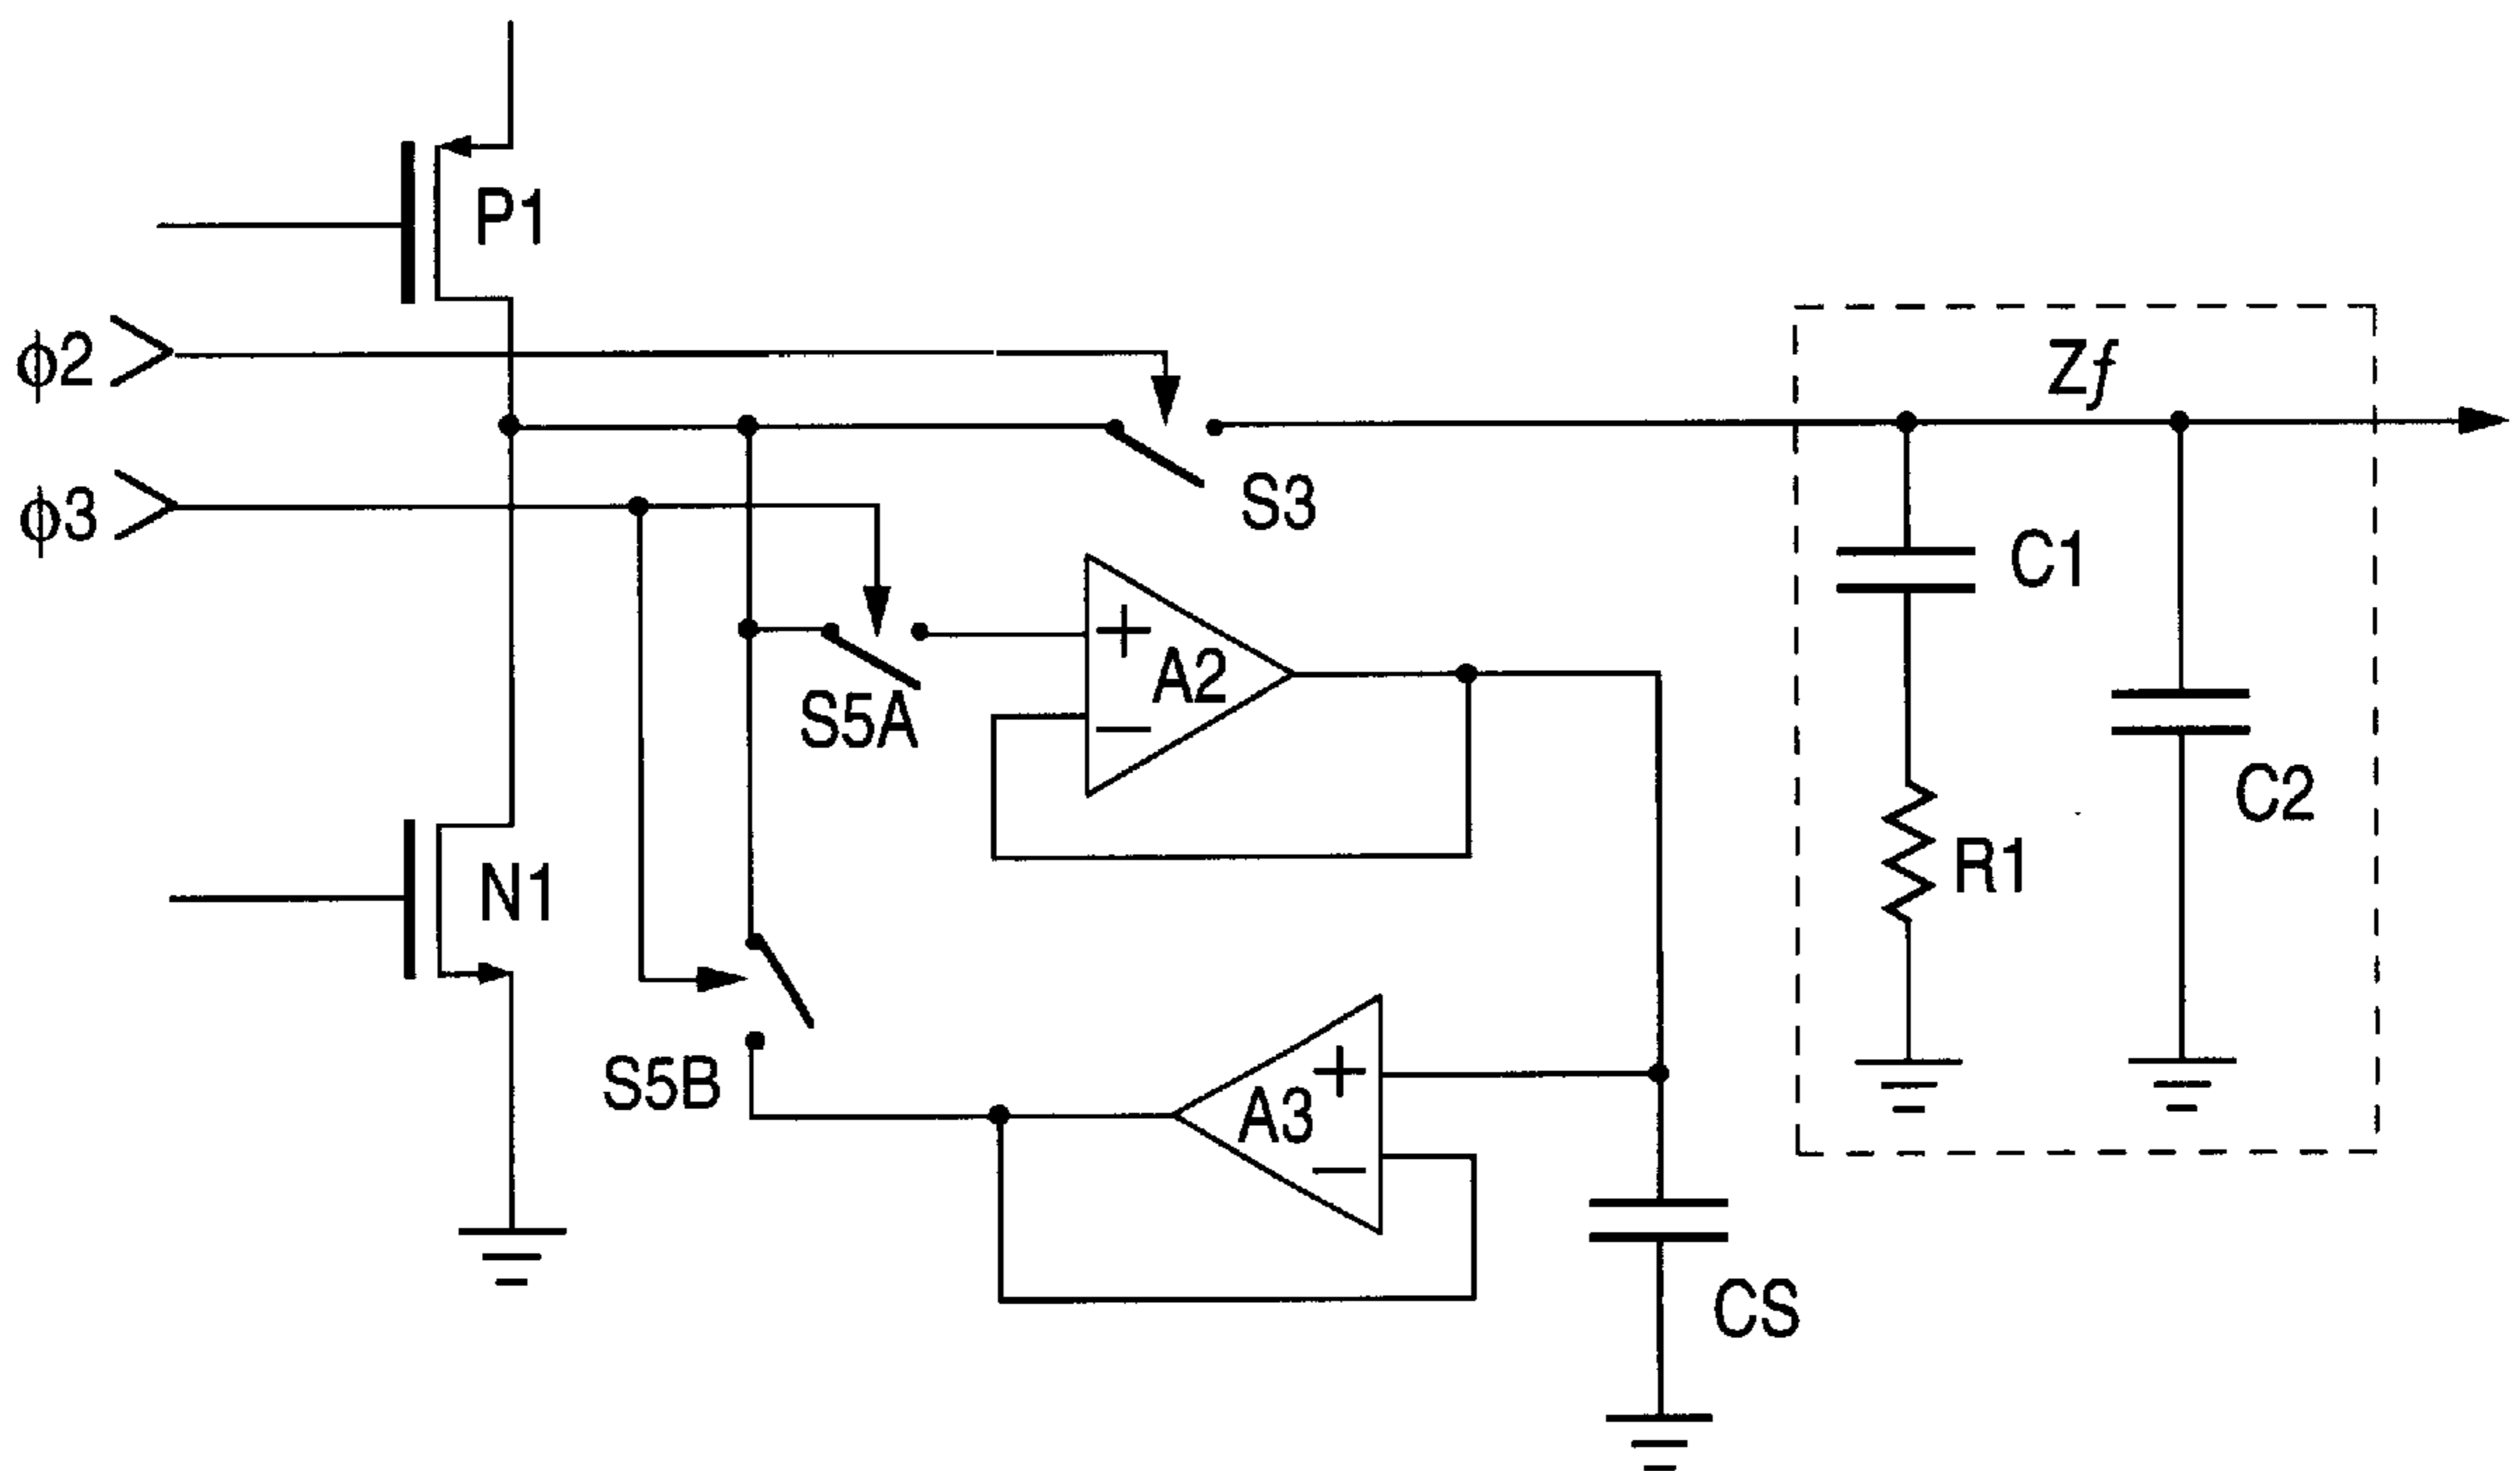 P1
ϕ2
Zf
ϕ3
S3
C1
+
A2
−
S5A
C2
R1
N1
S5B
+
A3
−
CS